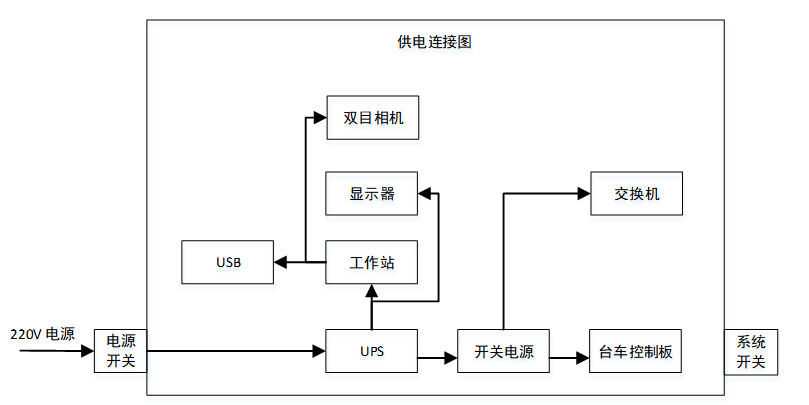 供电连接图
双目相机
显示器
交换机
USB
工作站
220V 电源
电源
开关
UPS
开关电源
台车控制板
系统
开关